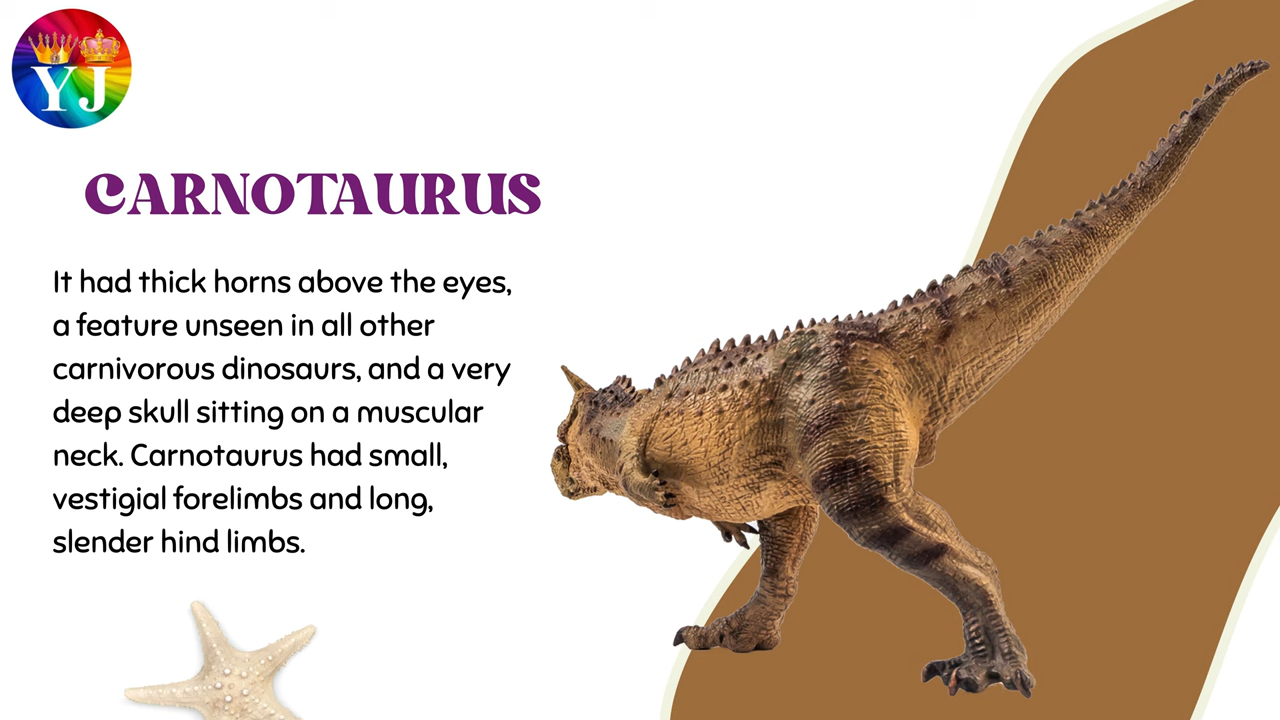 YJ
CARNOTAURUS
It had thick horns above the eyes,
a feature unseen in all other
carnivorous dinosaurs, and a very
deep skull sitting on a muscular
neck. Carnotaurus had small,
vestigial forelimbs and long,
slender hind limbs.